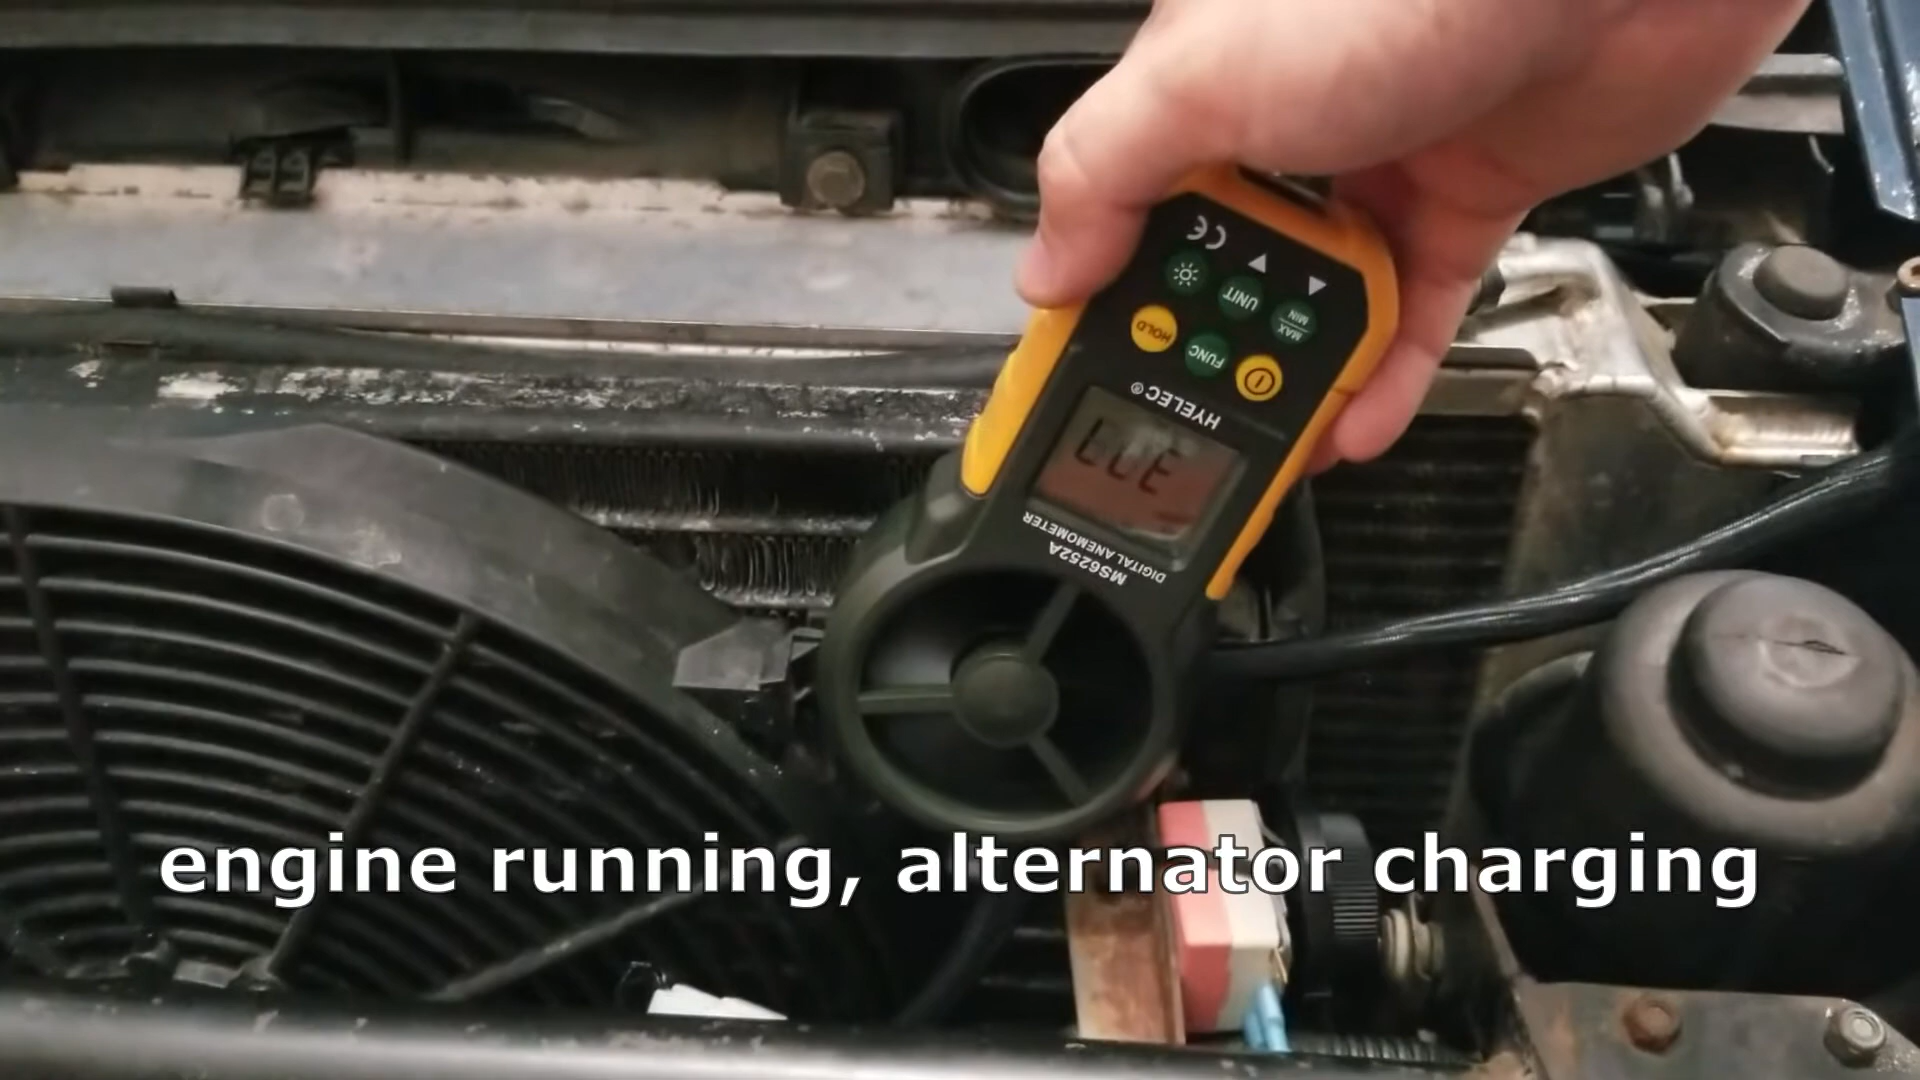 CE
UNIT
MAX
MIN
HOLD
FUNC
HYELEC®
DIGITAL ANEMOMETER
MS6252A
engine running, alternator charging